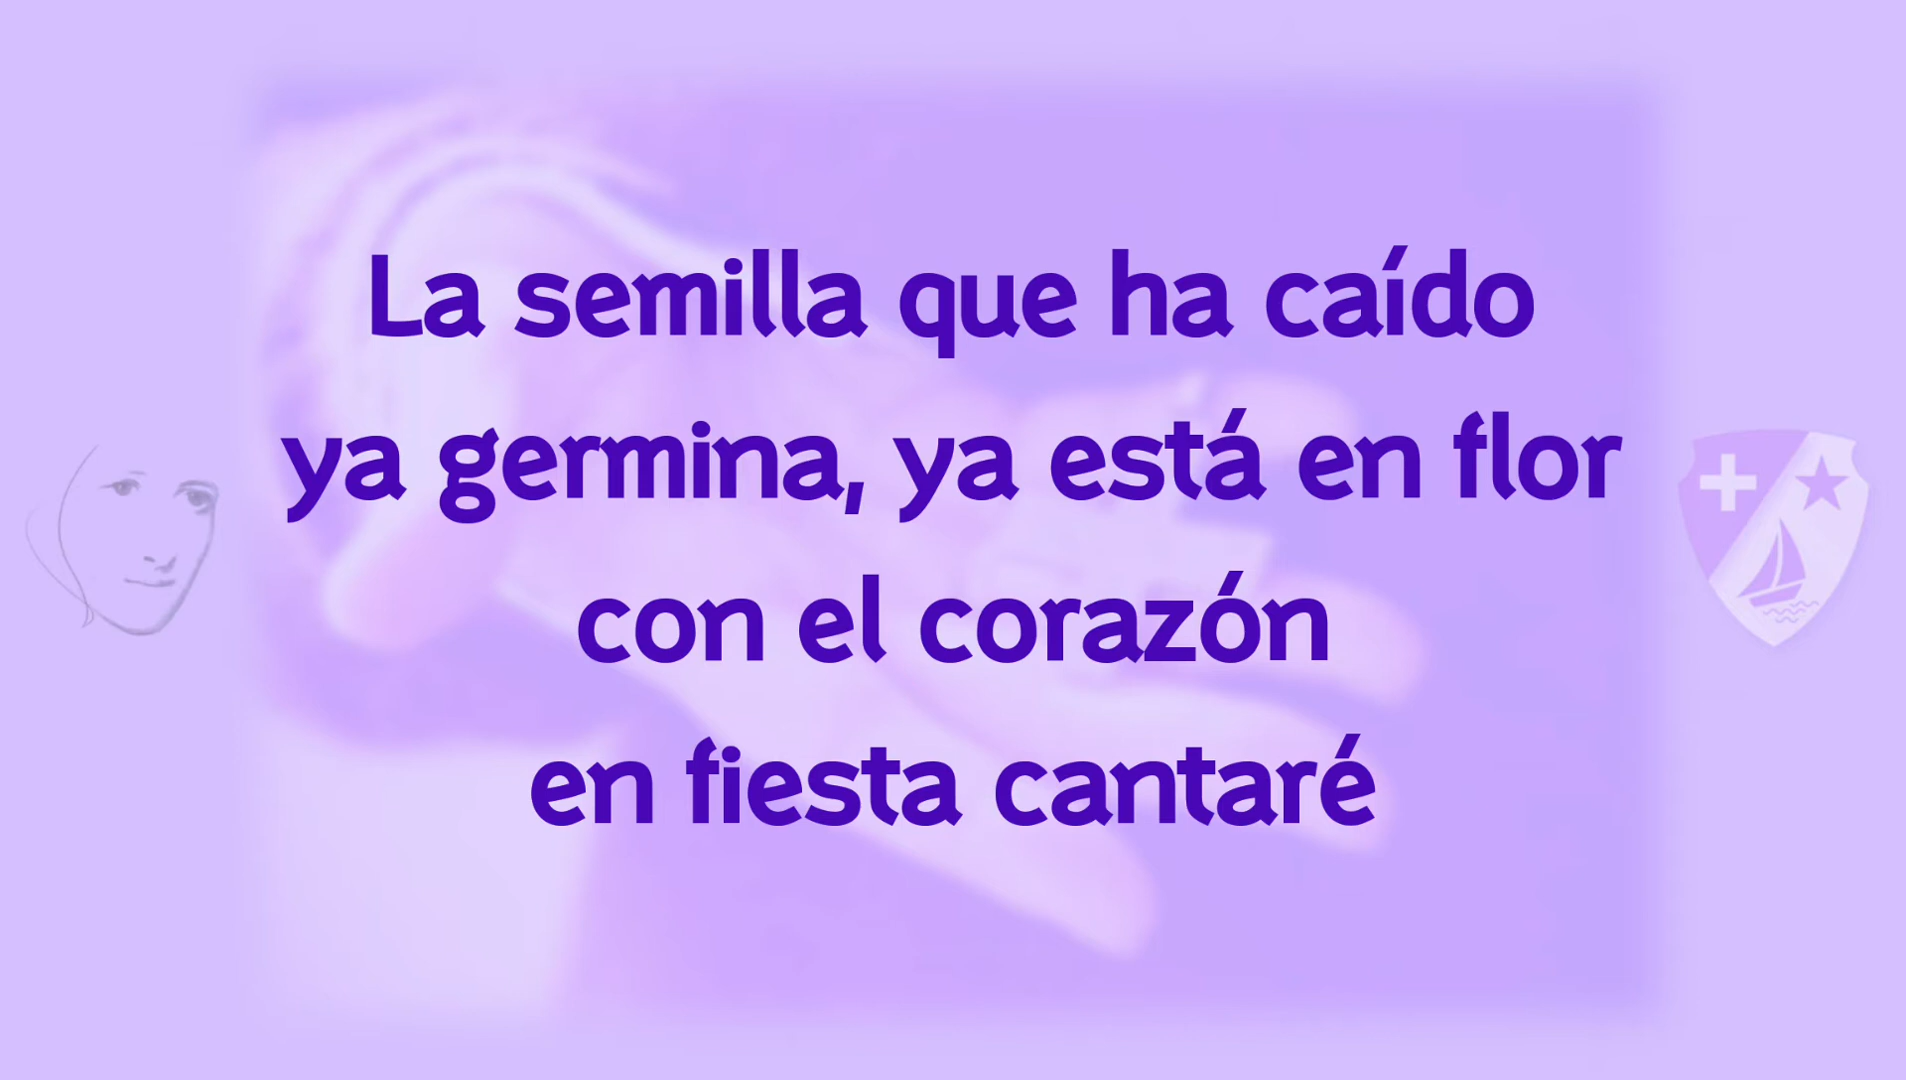 La semilla que ha caído
ya germina, ya está en flor
con el corazón
en fiesta cantaré